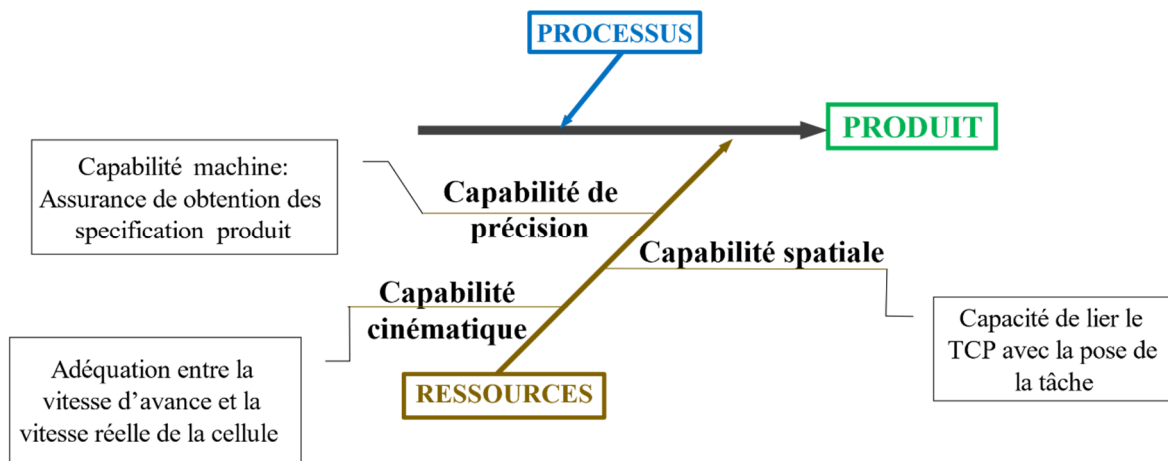 PROCESSUS
PRODUIT
Capabilité machine:
Assurance de obtention des
specification produit
Capabilité de
précision
Capabilité spatiale
Capabilité
cinématique
Capacité de lier le
TCP avec la pose de
la tâche
Adéquation entre la
vitesse d’avance et la
vitesse réelle de la cellule
RESSOURCES